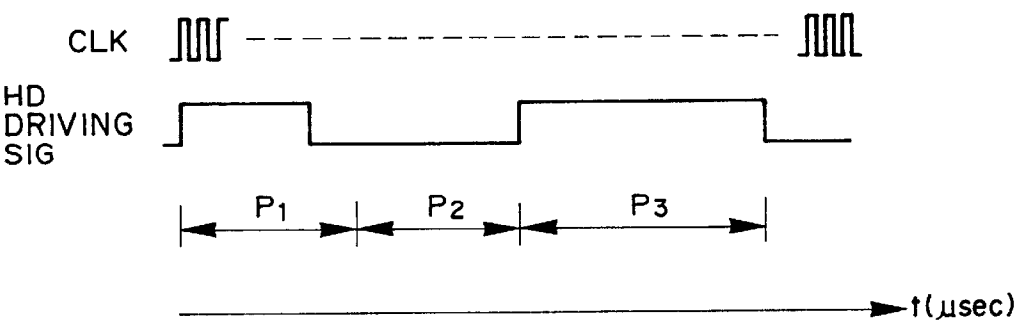 CLK
HD
DRIVING
SIG
P1 P2 P3
t(μsec)